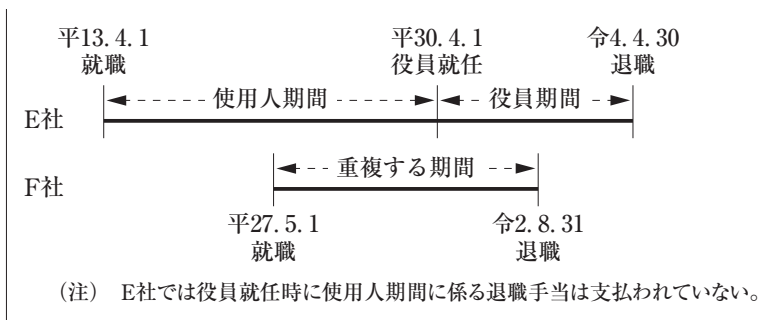 平13. 4. 1 平30. 4. 1 令4. 4. 30
就職 役員就任 退職
使用人期間 役員期間
E社
重複する期間
F社
平27. 5. 1 令2. 8. 31
就職 退職
（注） E社では役員就任時に使用人期間に係る退職手当は支払われていない。